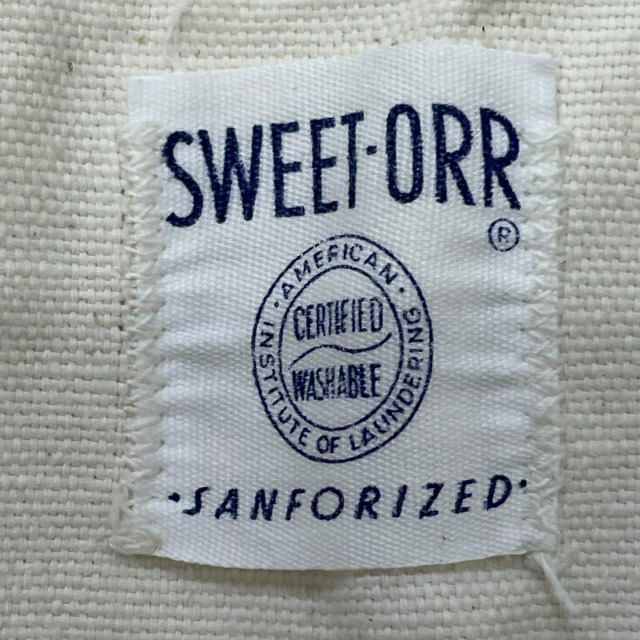 SWEET-ORR
®
· AMERICAN · INSTITUTE OF LAUNDERING
CERTIFIED
WASHABLE
·SANFORIZED·